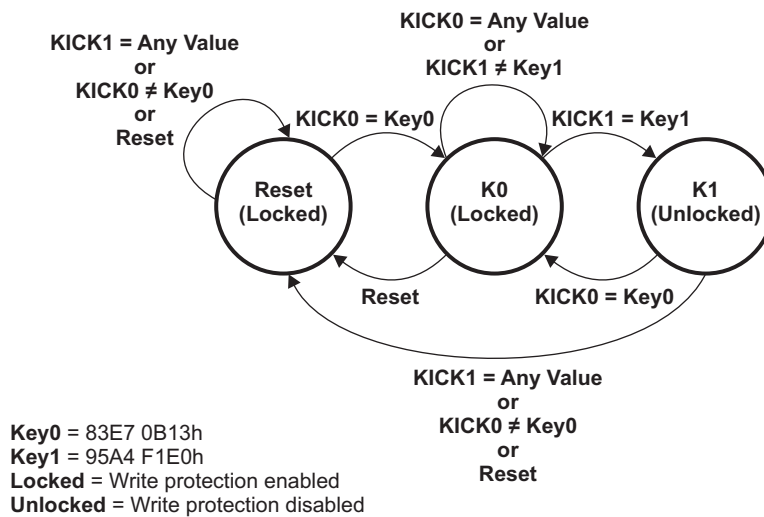 KICK0 = Any Value
or
KICK1 ≠ Key1
KICK1 = Any Value
or
KICK0 ≠ Key0
or
Reset
KICK0 = Key0
KICK1 = Key1
Reset
(Locked)
K0
(Locked)
K1
(Unlocked)
Reset
KICK0 = Key0
KICK1 = Any Value
or
KICK0 ≠ Key0
or
Reset
Key0 = 83E7 0B13h
Key1 = 95A4 F1E0h
Locked = Write protection enabled
Unlocked = Write protection disabled